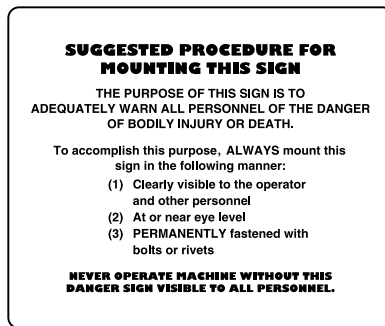 SUGGESTED PROCEDURE FOR
MOUNTING THIS SIGN
THE PURPOSE OF THIS SIGN IS TO
ADEQUATELY WARN ALL PERSONNEL OF THE DANGER
OF BODILY INJURY OR DEATH.
To accomplish this purpose, ALWAYS mount this
sign in the following manner:
(1) Clearly visible to the operator
and other personnel
(2) At or near eye level
(3) PERMANENTLY fastened with
bolts or rivets
NEVER OPERATE MACHINE WITHOUT THIS
DANGER SIGN VISIBLE TO ALL PERSONNEL.